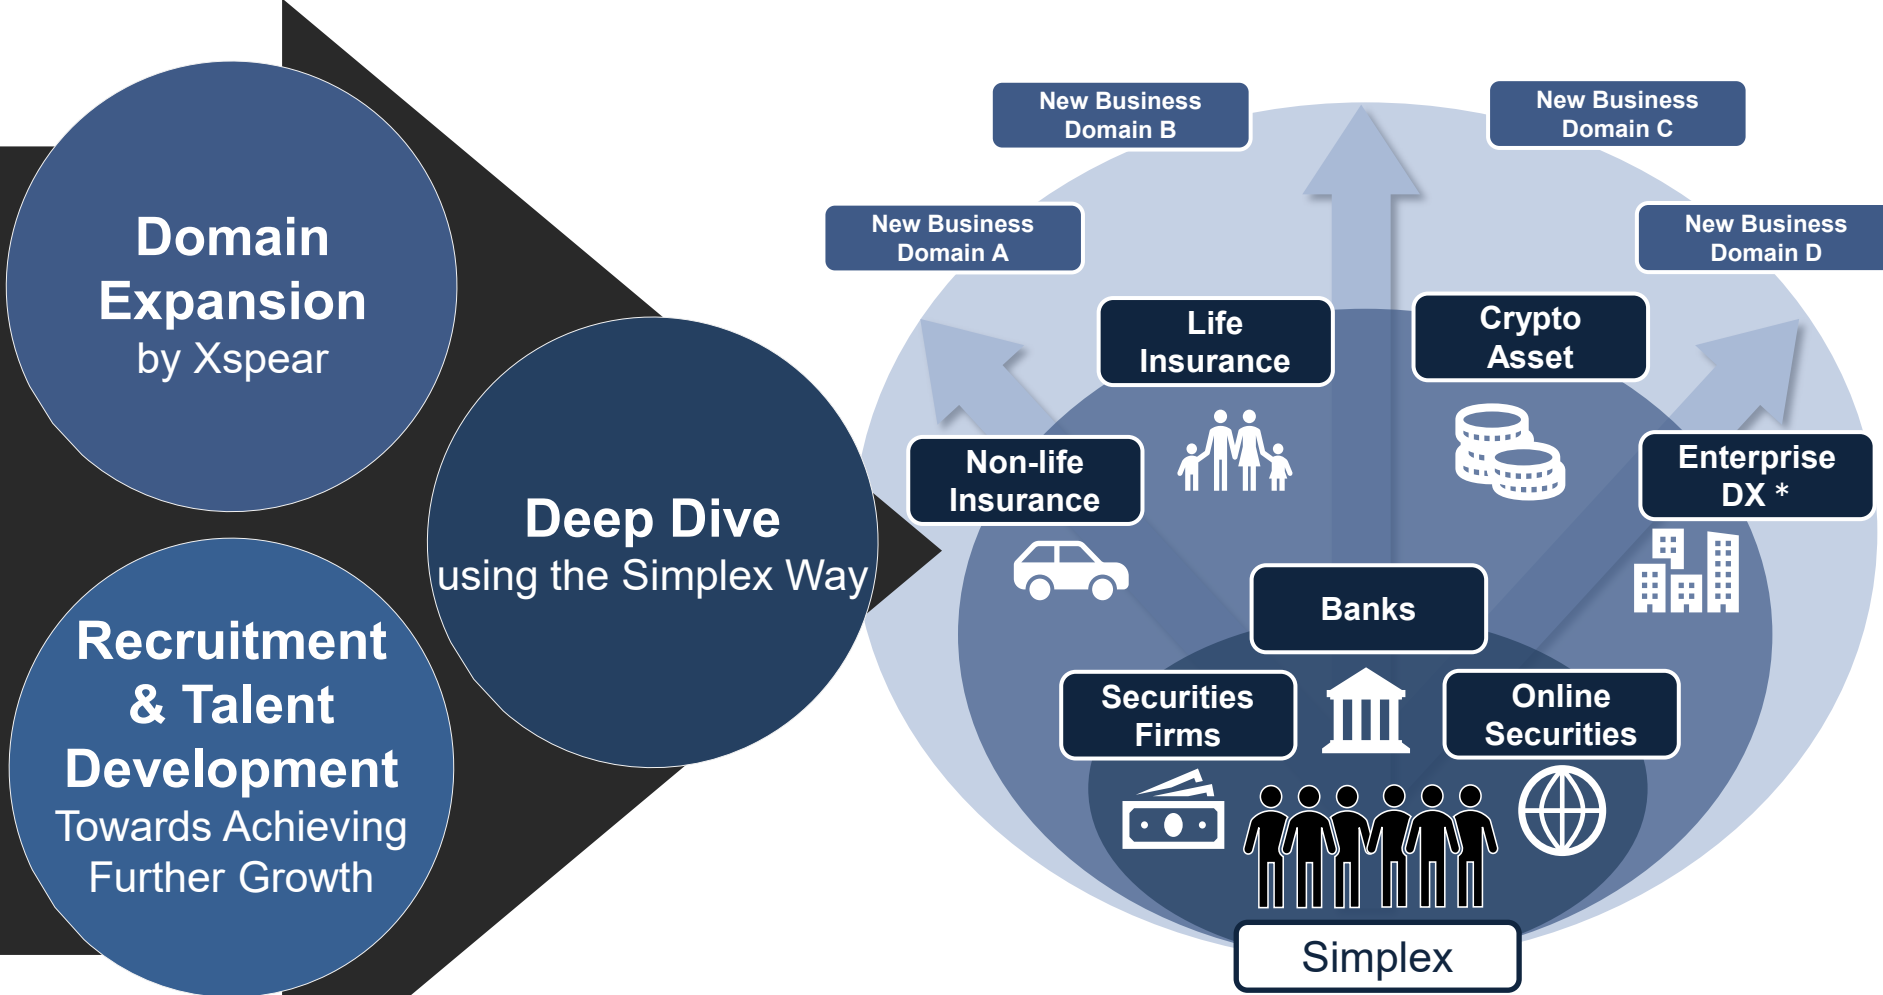 Domain
Expansion
by Xspear
Recruitment
& Talent
Development
Towards Achieving
Further Growth
Deep Dive
using the Simplex Way
New Business
Domain A
New Business
Domain B
New Business
Domain C
New Business
Domain D
Non-life
Insurance
Life
Insurance
Crypto
Asset
Enterprise
DX *
Banks
Securities
Firms
Online
Securities
Simplex